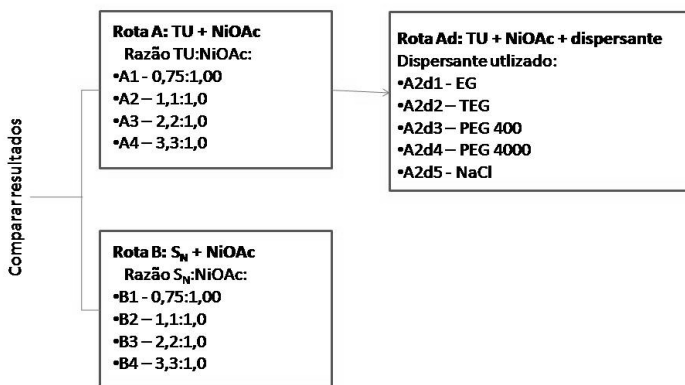 Comparar resultados
Rota A: TU + NiOAc
Razão TU:NiOAc:
•A1 - 0,75:1,00
•A2 – 1,1:1,0
•A3 – 2,2:1,0
•A4 – 3,3:1,0
Rota Ad: TU + NiOAc + dispersante
Dispersante utlizado:
•A2d1 - EG
•A2d2 – TEG
•A2d3 – PEG 400
•A2d4 – PEG 4000
•A2d5 - NaCl
Rota B: S_N + NiOAc
Razão S_N:NiOAc:
•B1 - 0,75:1,00
•B2 – 1,1:1,0
•B3 – 2,2:1,0
•B4 – 3,3:1,0